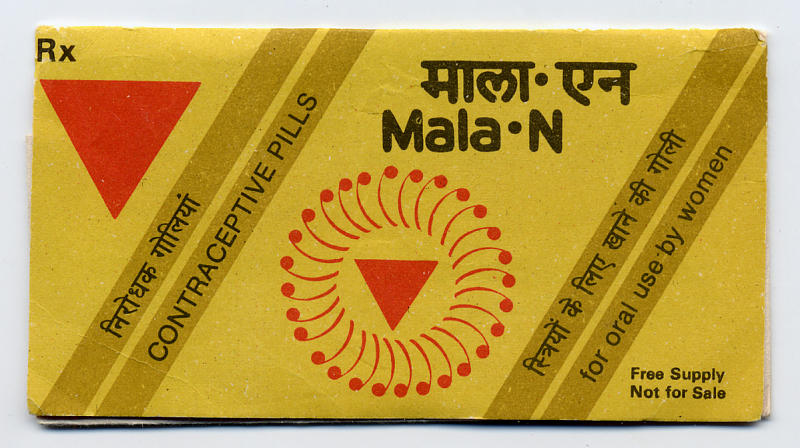 Rx
माला·एन
Mala·N
निरोधक गोलियां
CONTRACEPTIVE PILLS
स्त्रियों के लिए खाने की गोली
for oral use by women
Free Supply
Not for Sale